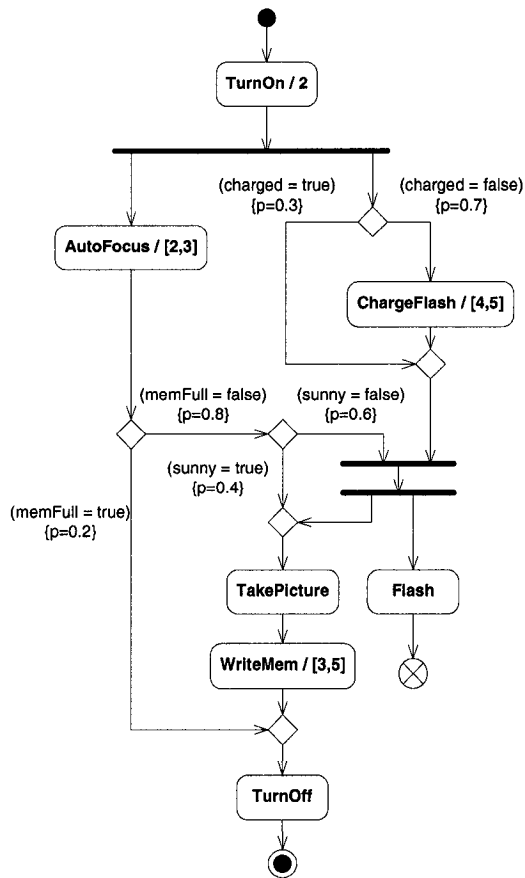 TurnOn / 2
(charged = true)
{p=0.3}
(charged = false)
{p=0.7}
AutoFocus / [2,3]
ChargeFlash / [4,5]
(memFull = false)
{p=0.8}
(sunny = false)
{p=0.6}
(sunny = true)
{p=0.4}
(memFull = true)
{p=0.2}
TakePicture
Flash
WriteMem / [3,5]
TurnOff